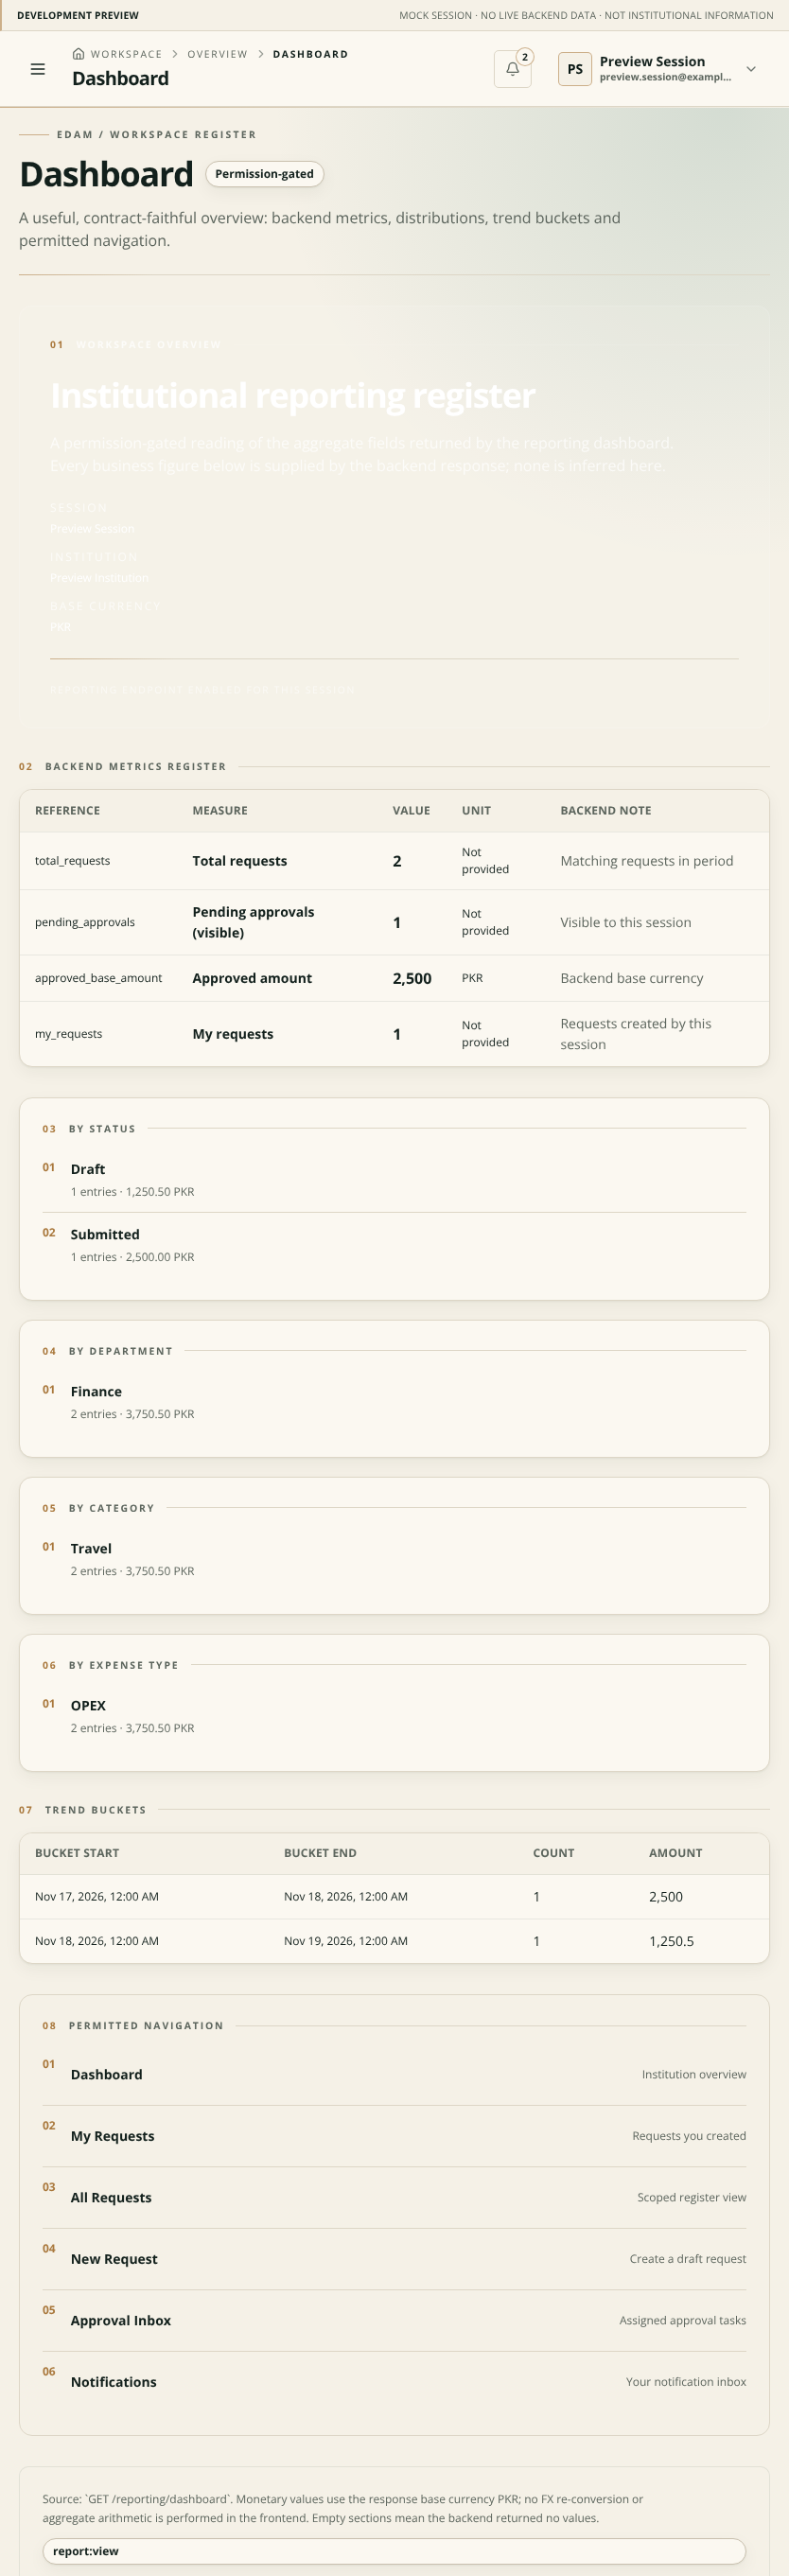 DEVELOPMENT PREVIEW
MOCK SESSION · NO LIVE BACKEND DATA · NOT INSTITUTIONAL INFORMATION
WORKSPACE > OVERVIEW > DASHBOARD
Dashboard
2
PS
Preview Session
preview.session@exampl...
EDAM / WORKSPACE REGISTER
Dashboard
Permission-gated
A useful, contract-faithful overview: backend metrics, distributions, trend buckets and
permitted navigation.
01 WORKSPACE OVERVIEW
Institutional reporting register
A permission-gated reading of the aggregate fields returned by the reporting dashboard.
Every business figure below is supplied by the backend response; none is inferred here.
SESSION
Preview Session
INSTITUTION
Preview Institution
BASE CURRENCY
PKR
REPORTING ENDPOINT ENABLED FOR THIS SESSION
02 BACKEND METRICS REGISTER
REFERENCE MEASURE VALUE UNIT BACKEND NOTE
total_requests Total requests 2 Not provided Matching requests in period
pending_approvals Pending approvals (visible) 1 Not provided Visible to this session
approved_base_amount Approved amount 2,500 PKR Backend base currency
my_requests My requests 1 Not provided Requests created by this session
03 BY STATUS
01 Draft
1 entries · 1,250.50 PKR
02 Submitted
1 entries · 2,500.00 PKR
04 BY DEPARTMENT
01 Finance
2 entries · 3,750.50 PKR
05 BY CATEGORY
01 Travel
2 entries · 3,750.50 PKR
06 BY EXPENSE TYPE
01 OPEX
2 entries · 3,750.50 PKR
07 TREND BUCKETS
BUCKET START BUCKET END COUNT AMOUNT
Nov 17, 2026, 12:00 AM Nov 18, 2026, 12:00 AM 1 2,500
Nov 18, 2026, 12:00 AM Nov 19, 2026, 12:00 AM 1 1,250.5
08 PERMITTED NAVIGATION
01 Dashboard Institution overview
02 My Requests Requests you created
03 All Requests Scoped register view
04 New Request Create a draft request
05 Approval Inbox Assigned approval tasks
06 Notifications Your notification inbox
Source: `GET /reporting/dashboard`. Monetary values use the response base currency PKR; no FX re-conversion or
aggregate arithmetic is performed in the frontend. Empty sections mean the backend returned no values.
report:view